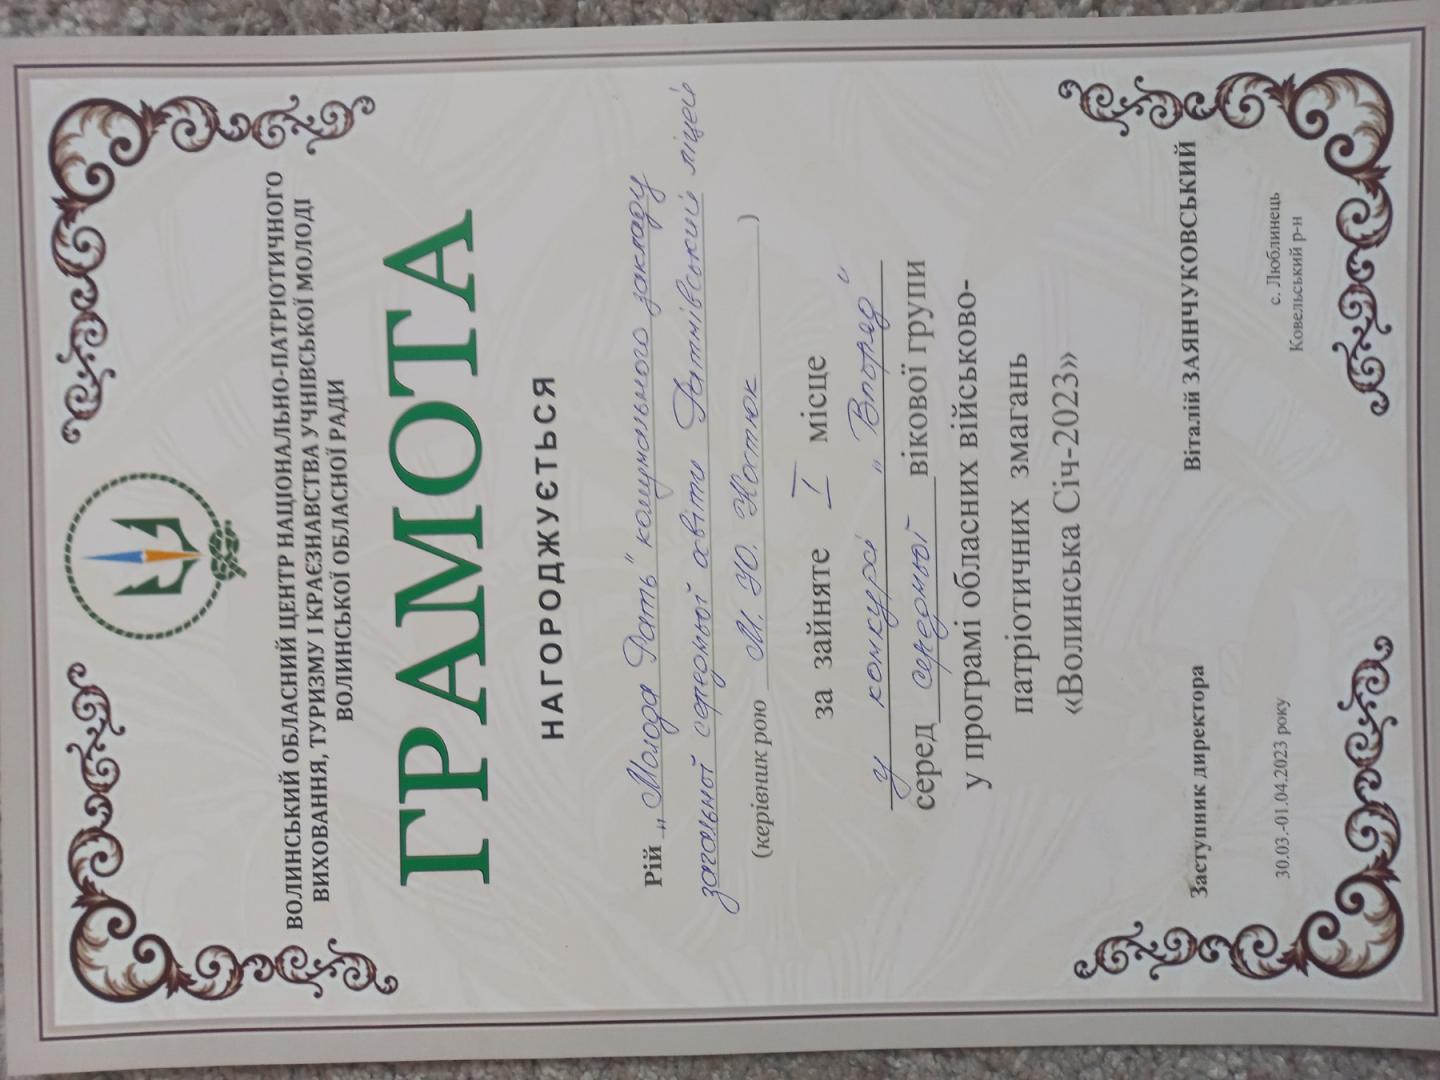 ВОЛИНСЬКИЙ ОБЛАСНИЙ ЦЕНТР НАЦІОНАЛЬНО-ПАТРІОТИЧНОГО
ВИХОВАННЯ, ТУРИЗМУ І КРАЄЗНАВСТВА УЧНІВСЬКОЇ МОЛОДІ
ВОЛИНСЬКОЇ ОБЛАСНОЇ РАДИ
ГРАМОТА
НАГОРОДЖУЄТЬСЯ
Рій „Молода Рать" комунального закладу
загальної середньої освіти Ратнівський ліцей
(керівник рою М. Ю. Костюк )
за зайняте І місце
у конкурсі „Впоряд"
серед середньої вікової групи
у програмі обласних військово-
патріотичних змагань
«Волинська Січ-2023»
Заступник директора Віталій ЗАЯНЧУКОВСЬКИЙ
30.03.-01.04.2023 року с. Люблинець
Ковельський р-н